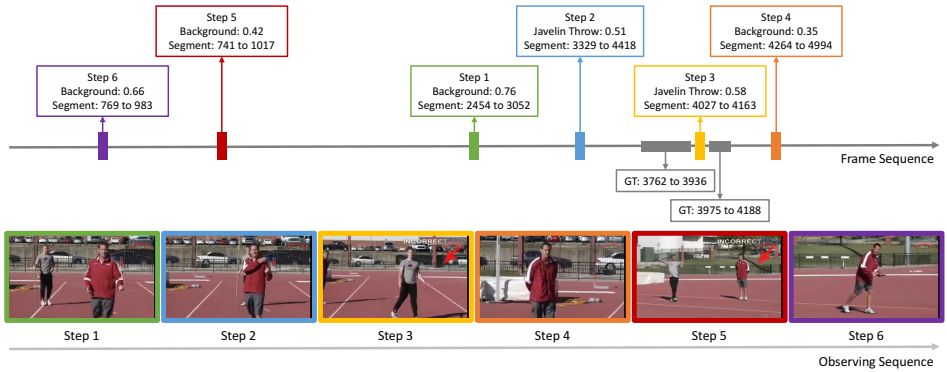 Step 5
Background: 0.42
Segment: 741 to 1017
Step 2
Javelin Throw: 0.51
Segment: 3329 to 4418
Step 4
Background: 0.35
Segment: 4264 to 4994
Step 6
Background: 0.66
Segment: 769 to 983
Step 1
Background: 0.76
Segment: 2454 to 3052
Step 3
Javelin Throw: 0.58
Segment: 4027 to 4163
Frame Sequence
GT: 3762 to 3936
GT: 3975 to 4188
INCORRECT
INCORRECT
Step 1
Step 2
Step 3
Step 4
Step 5
Step 6
Observing Sequence